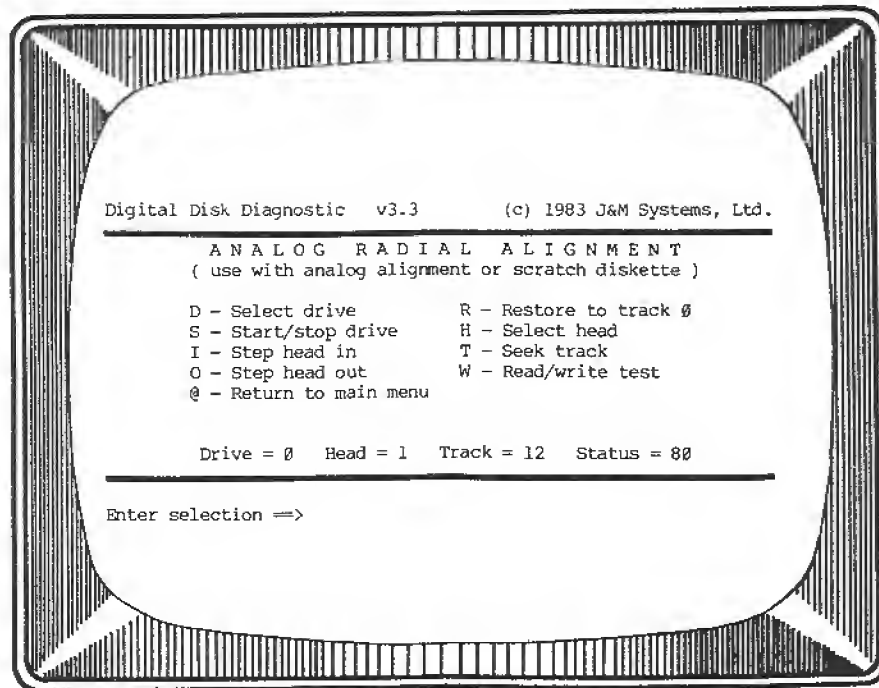 Digital Disk Diagnostic v3.3 (c) 1983 J&M Systems, Ltd.
A N A L O G R A D I A L A L I G N M E N T
( use with analog alignment or scratch diskette )
D - Select drive R - Restore to track Ø
S - Start/stop drive H - Select head
I - Step head in T - Seek track
O - Step head out W - Read/write test
@ - Return to main menu
Drive = Ø Head = 1 Track = 12 Status = 8Ø
Enter selection ==>